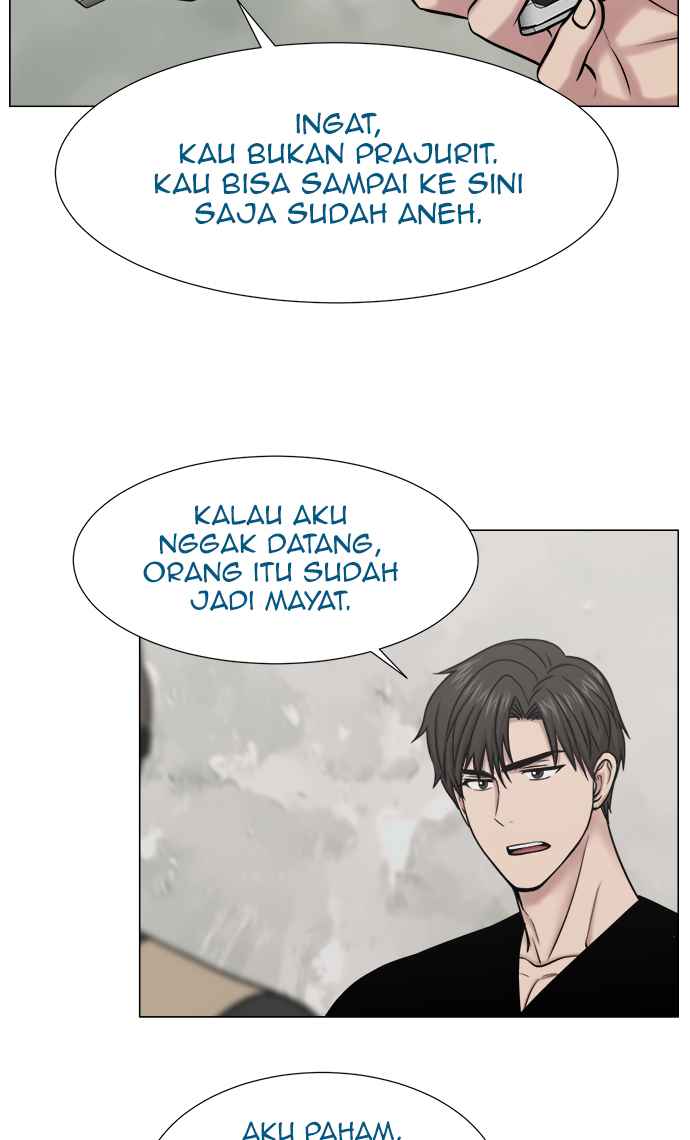 INGAT,
KAU BUKAN PRAJURIT.
KAU BISA SAMPAI KE SINI
SAJA SUDAH ANEH.
KALAU AKU
NGGAK DATANG,
ORANG ITU SUDAH
JADI MAYAT.
AKU PAHAM,